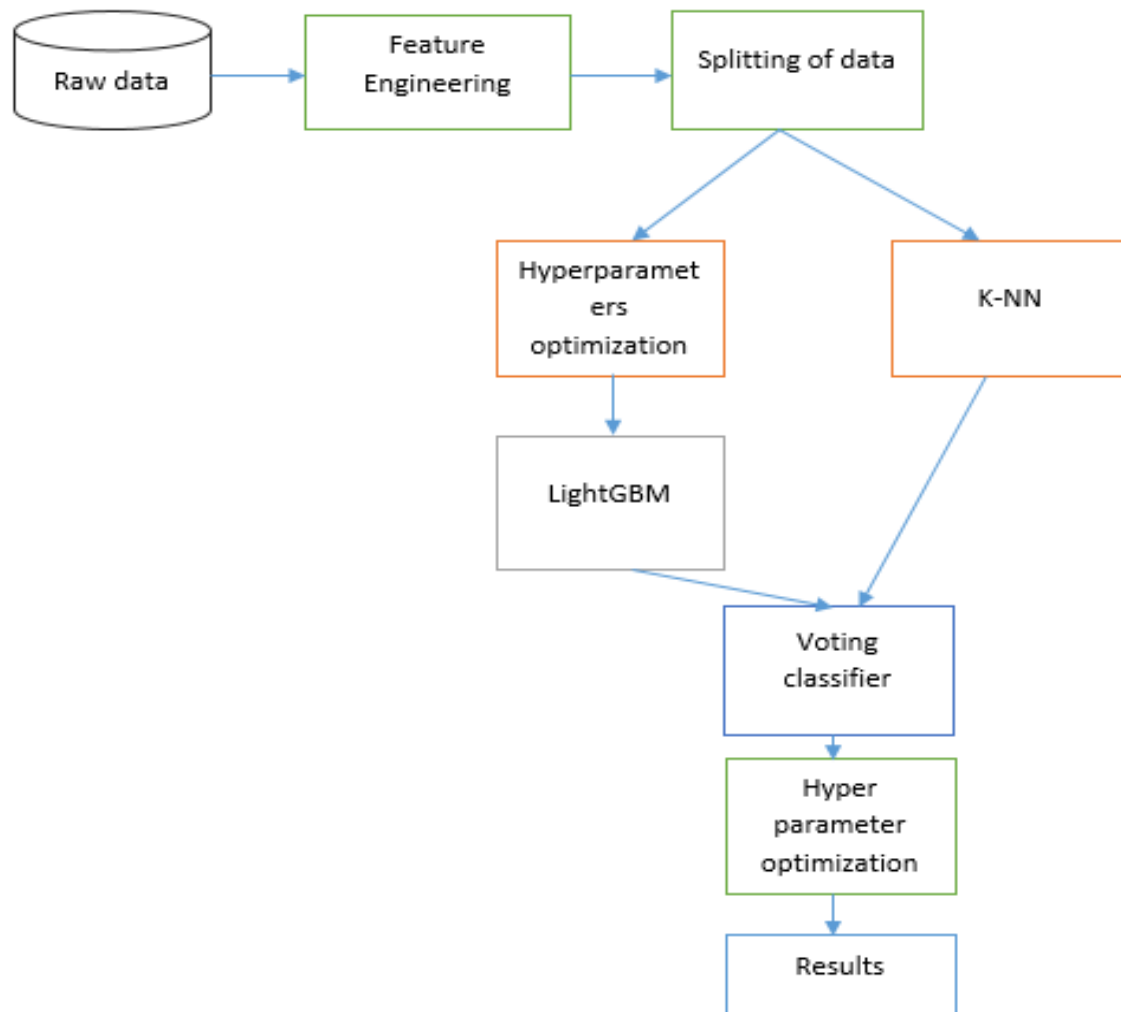 Raw data
Feature
Engineering
Splitting of data
Hyperparamet
ers
optimization
K-NN
LightGBM
Voting
classifier
Hyper
parameter
optimization
Results